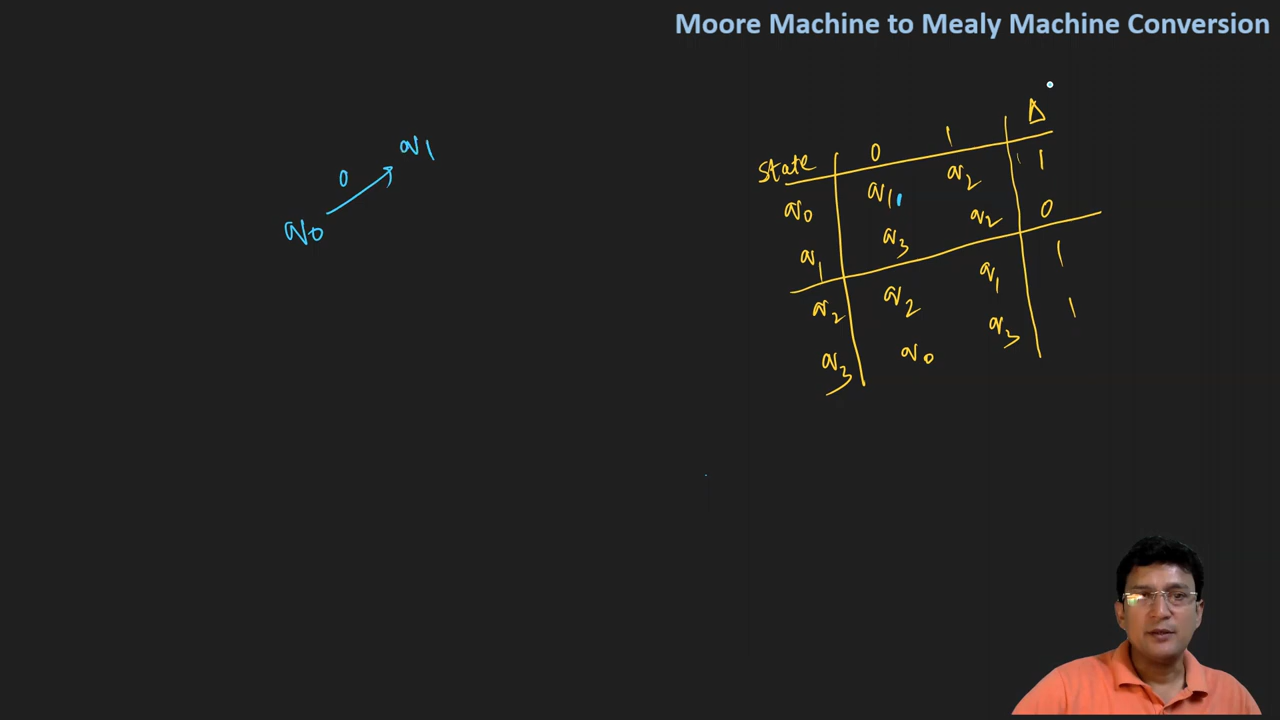 Moore Machine to Mealy Machine Conversion
q1
0
q0
State 0 1 Δ
q0 q1 q2 1
q1 q3 q2 0
q2 q2 q1 1
q3 q0 q3 1